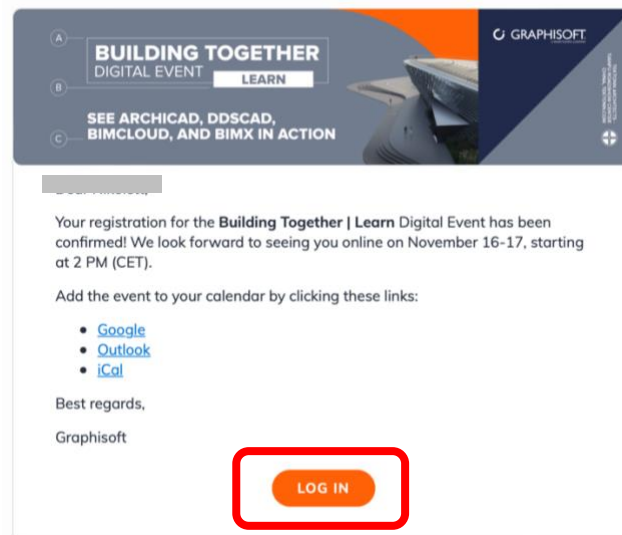 A
BUILDING TOGETHER
DIGITAL EVENT LEARN
B
SEE ARCHICAD, DDSCAD,
C
BIMCLOUD, AND BIMX IN ACTION
GRAPHISOFT
Your registration for the Building Together | Learn Digital Event has been
confirmed! We look forward to seeing you online on November 16-17, starting
at 2 PM (CET).
Add the event to your calendar by clicking these links:
Google
Outlook
iCal
Best regards,
Graphisoft
LOG IN